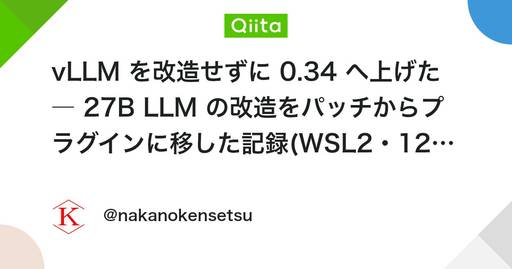 Qiita
vLLM を改造せずに 0.34 へ上げた
― 27B LLM の改造をパッチからプ
ラグインに移した記録(WSL2・12…
K
@nakanokensetsu